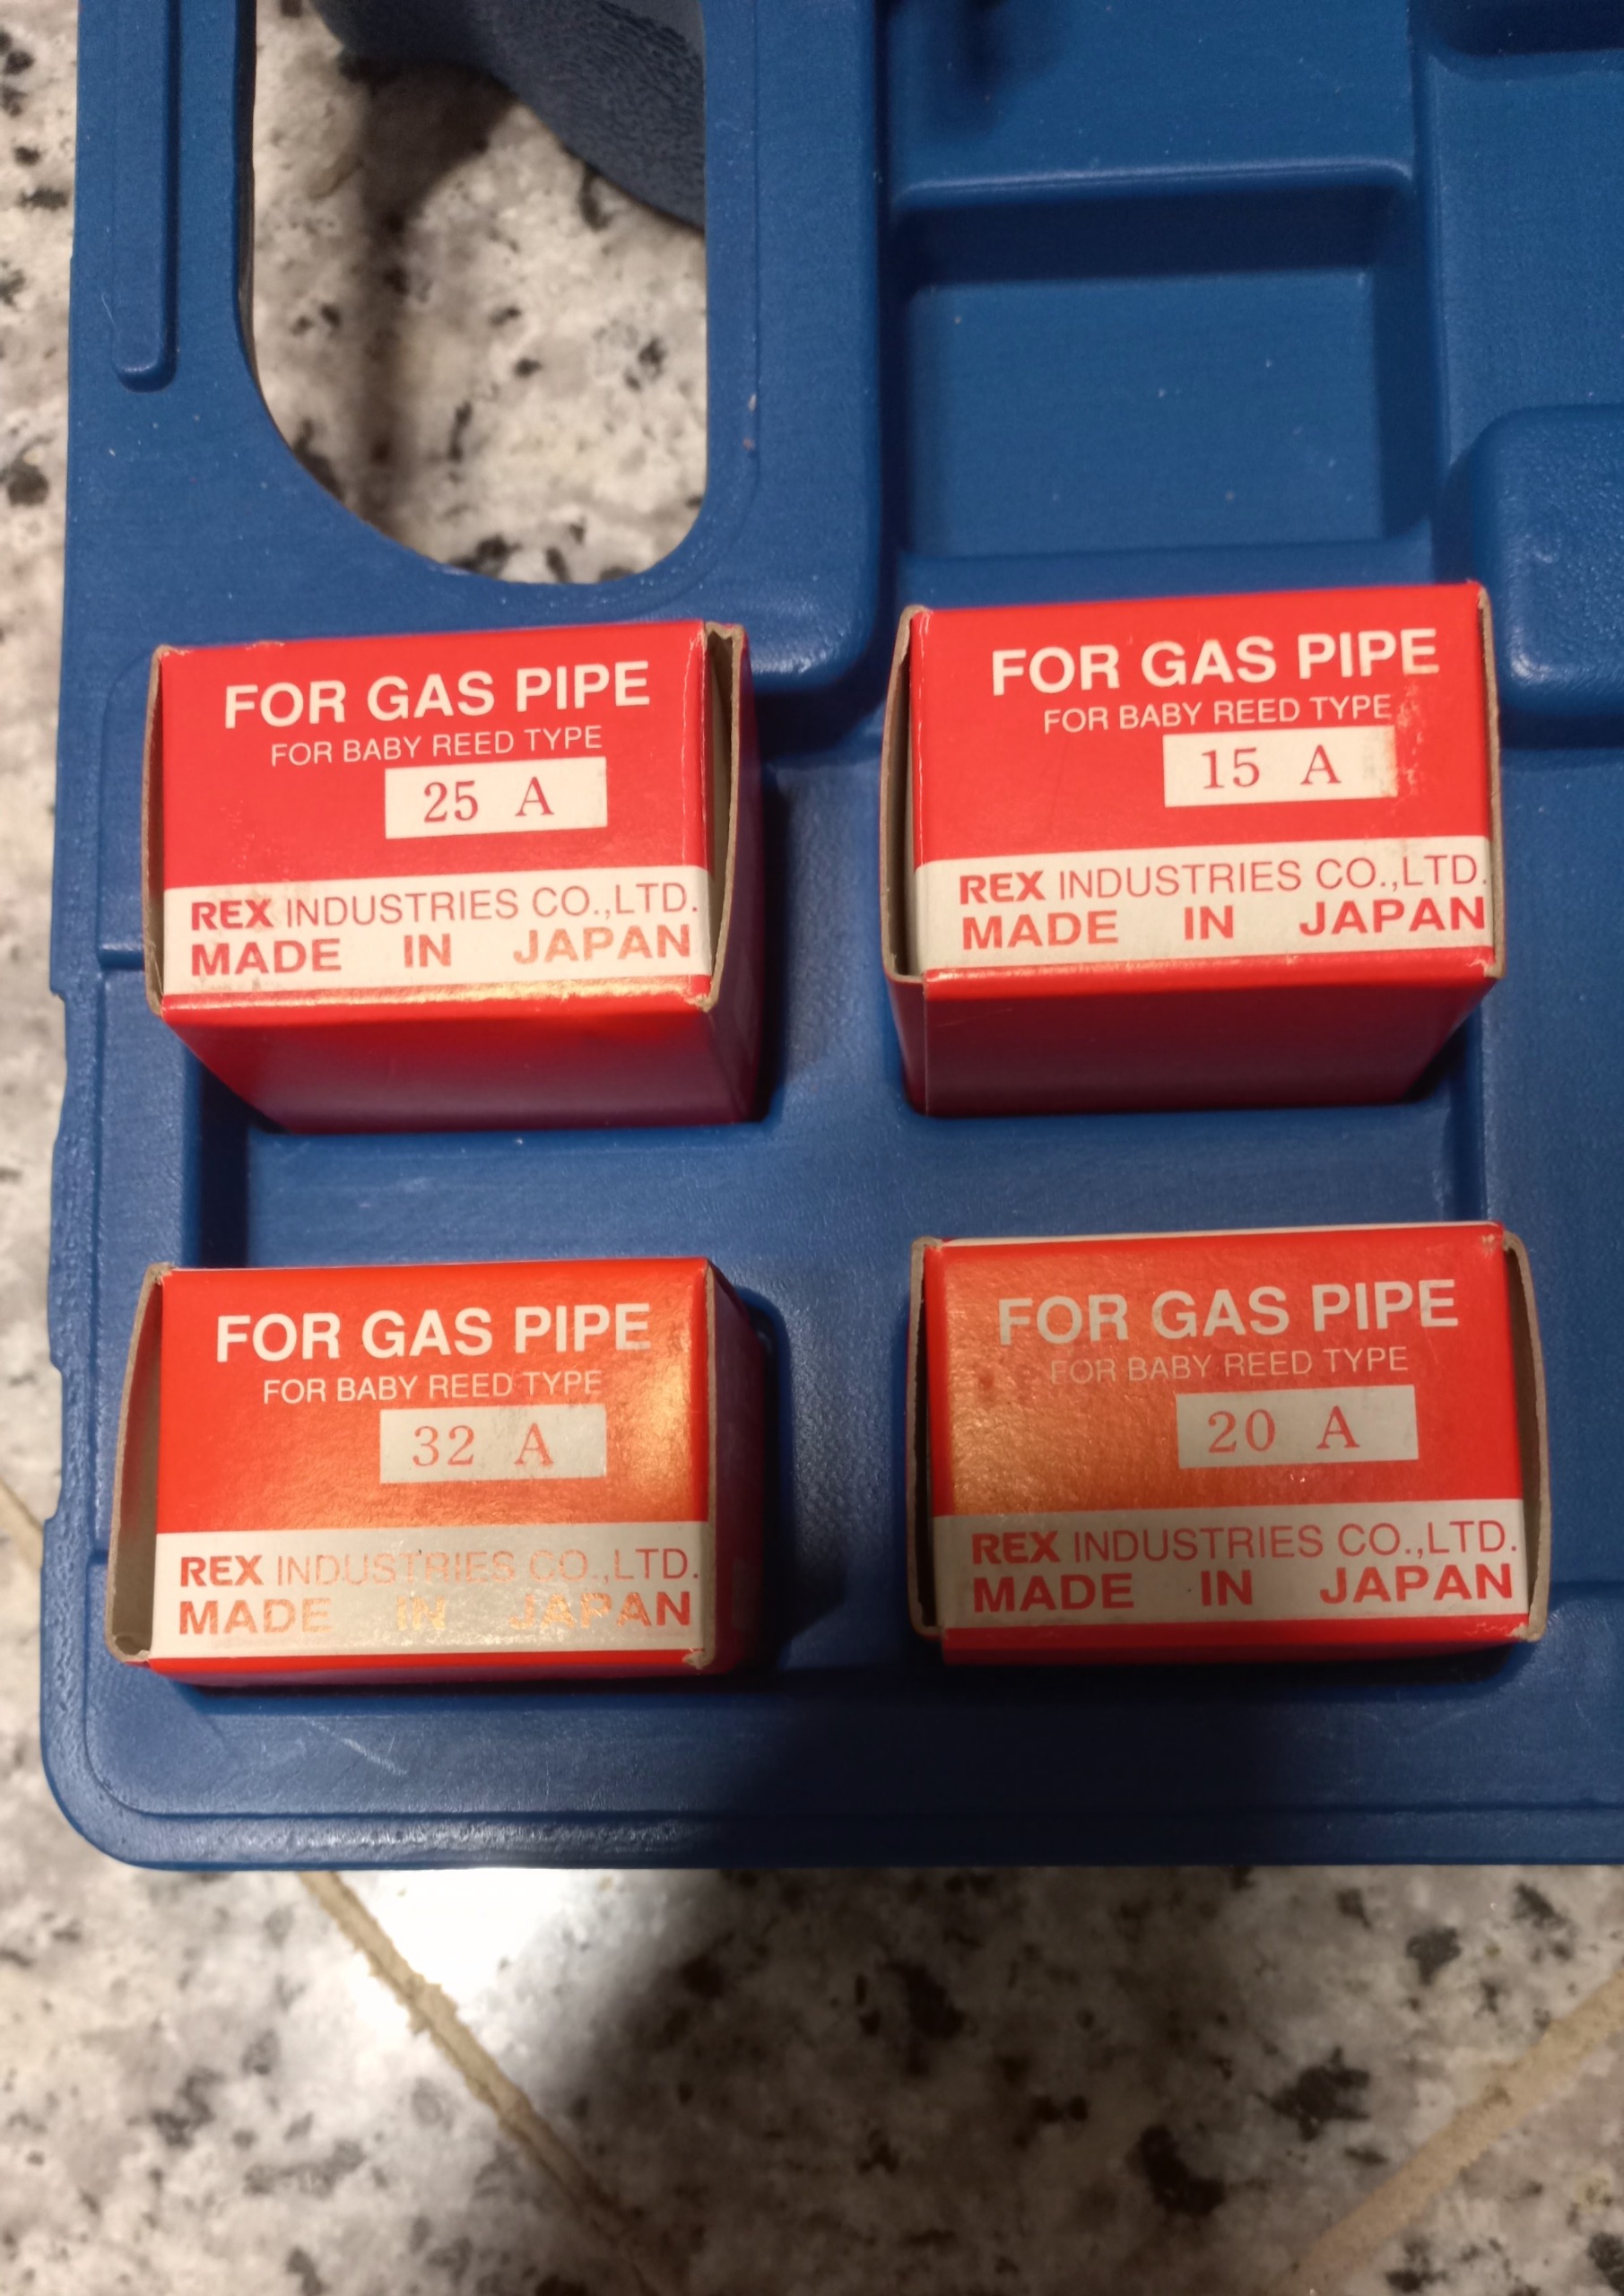 FOR GAS PIPE
FOR BABY REED TYPE
25 A
REX INDUSTRIES CO.,LTD.
MADE IN JAPAN
FOR GAS PIPE
FOR BABY REED TYPE
15 A
REX INDUSTRIES CO.,LTD.
MADE IN JAPAN
FOR GAS PIPE
FOR BABY REED TYPE
32 A
REX INDUSTRIES CO.,LTD.
MADE IN JAPAN
FOR GAS PIPE
FOR BABY REED TYPE
20 A
REX INDUSTRIES CO.,LTD.
MADE IN JAPAN